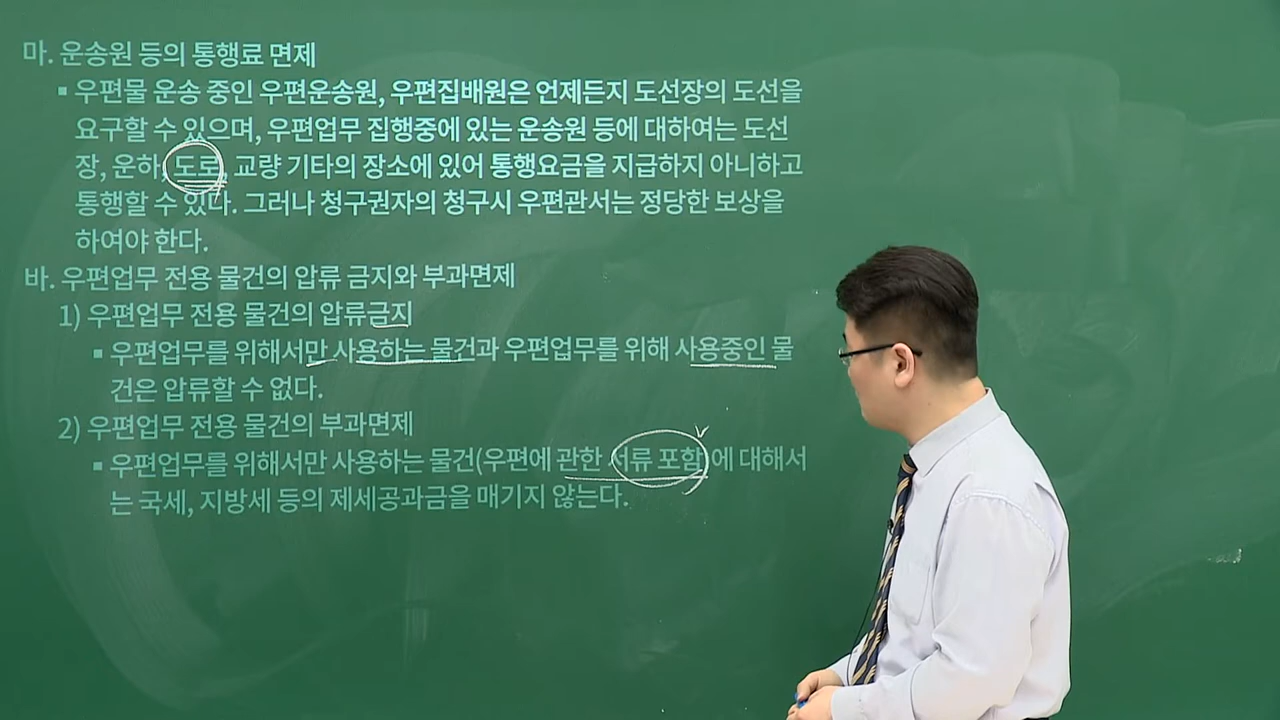 마. 운송원 등의 통행료 면제
▪ 우편물 운송 중인 우편운송원, 우편집배원은 언제든지 도선장의 도선을
요구할 수 있으며, 우편업무 집행중에 있는 운송원 등에 대하여는 도선
장, 운하, 도로, 교량 기타의 장소에 있어 통행요금을 지급하지 아니하고
통행할 수 있다. 그러나 청구권자의 청구시 우편관서는 정당한 보상을
하여야 한다.
바. 우편업무 전용 물건의 압류 금지와 부과면제
1) 우편업무 전용 물건의 압류금지
▪ 우편업무를 위해서만 사용하는 물건과 우편업무를 위해 사용중인 물
건은 압류할 수 없다.
2) 우편업무 전용 물건의 부과면제
▪ 우편업무를 위해서만 사용하는 물건(우편에 관한 서류 포함)에 대해서
는 국세, 지방세 등의 제세공과금을 매기지 않는다.